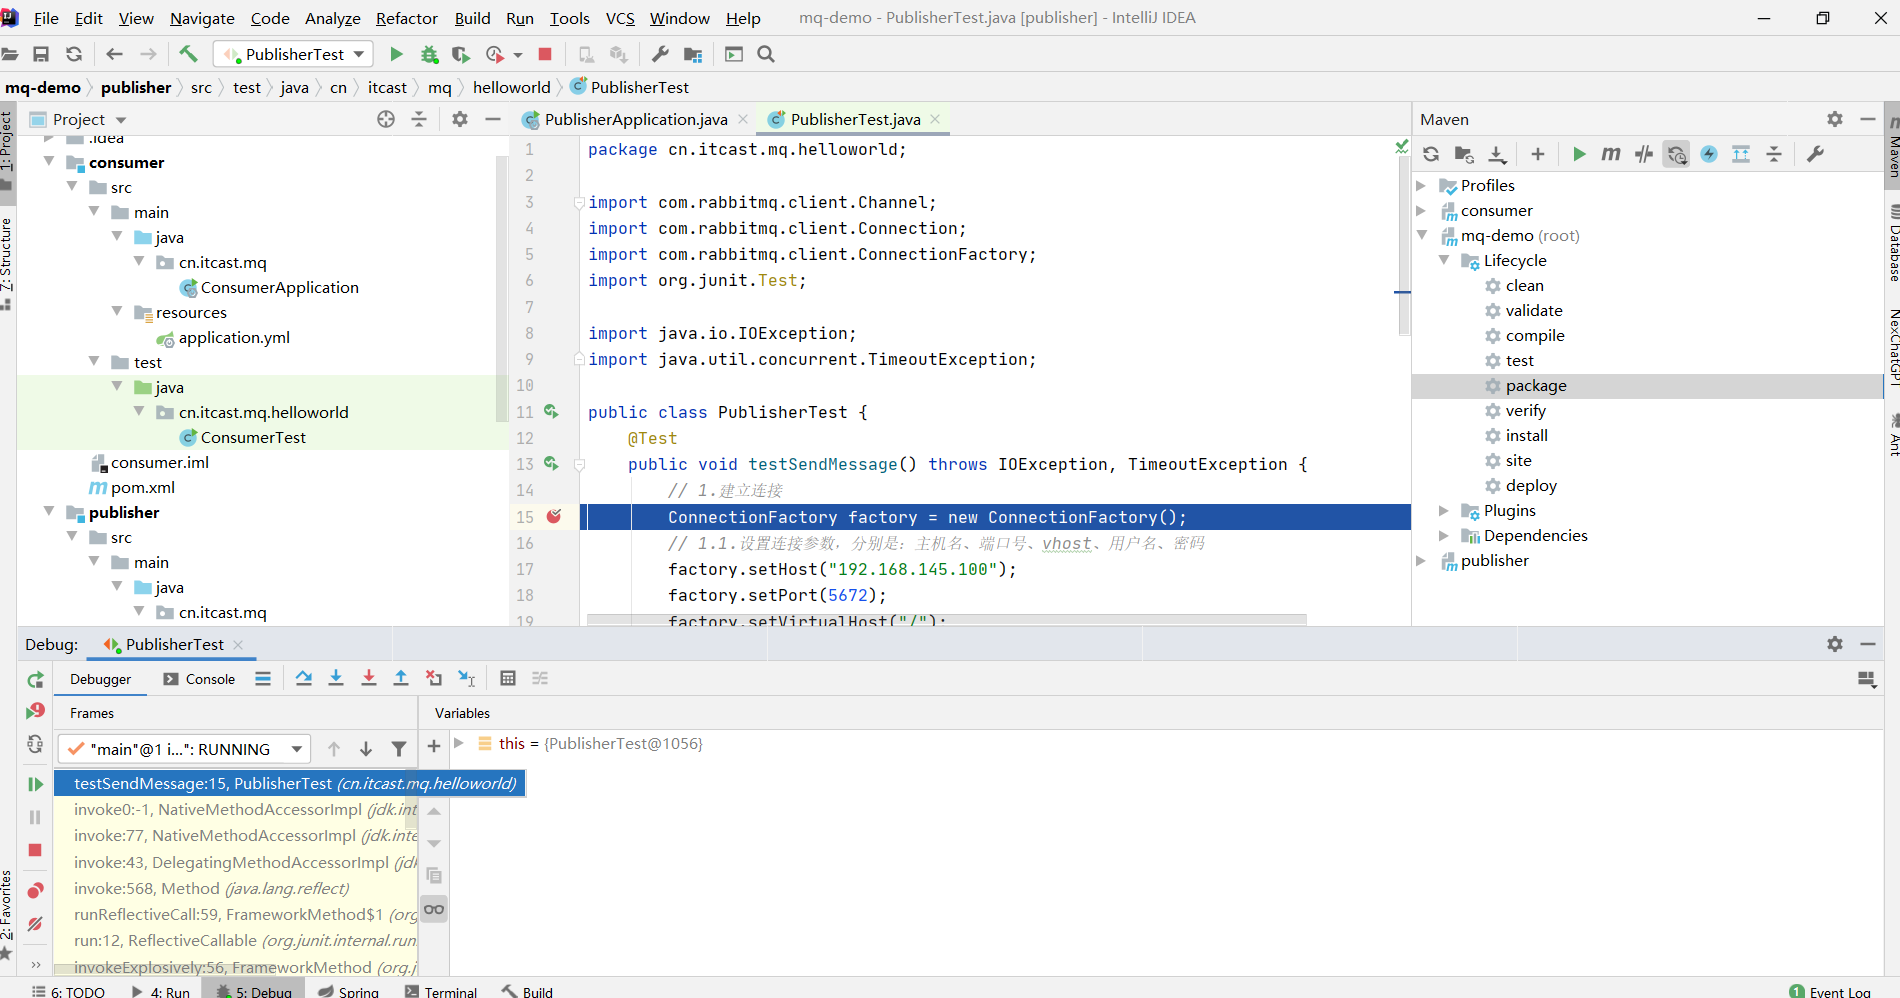 File Edit View Navigate Code Analyze Refactor Build Run Tools VCS Window Help mq-demo - PublisherTest.java [publisher] - IntelliJ IDEA
PublisherTest
mq-demo publisher src test java cn itcast mq helloworld PublisherTest
1: Project
7: Structure
2: Favorites
Project
.idea
consumer
src
main
java
cn.itcast.mq
ConsumerApplication
resources
application.yml
test
java
cn.itcast.mq.helloworld
ConsumerTest
consumer.iml
pom.xml
publisher
src
main
java
cn.itcast.mq
PublisherApplication.java PublisherTest.java
1 package cn.itcast.mq.helloworld;
2
3 import com.rabbitmq.client.Channel;
4 import com.rabbitmq.client.Connection;
5 import com.rabbitmq.client.ConnectionFactory;
6 import org.junit.Test;
7
8 import java.io.IOException;
9 import java.util.concurrent.TimeoutException;
10
11 public class PublisherTest {
12 @Test
13 public void testSendMessage() throws IOException, TimeoutException {
14 // 1.建立连接
15 ConnectionFactory factory = new ConnectionFactory();
16 // 1.1.设置连接参数，分别是：主机名、端口号、vhost、用户名、密码
17 factory.setHost("192.168.145.100");
18 factory.setPort(5672);
19 factory.setVirtualHost("/");
Maven
Profiles
consumer
mq-demo (root)
Lifecycle
clean
validate
compile
test
package
verify
install
site
deploy
Plugins
Dependencies
publisher
Maven
Database
NexChatGPT
Ant
Debug: PublisherTest
Debugger Console
Frames Variables
"main"@1 i...": RUNNING
this = {PublisherTest@1056}
testSendMessage:15, PublisherTest (cn.itcast.mq.helloworld)
invoke0:-1, NativeMethodAccessorImpl (jdk.int
invoke:77, NativeMethodAccessorImpl (jdk.inte
invoke:43, DelegatingMethodAccessorImpl (jdk
invoke:568, Method (java.lang.reflect)
runReflectiveCall:59, FrameworkMethod$1 (org
run:12, ReflectiveCallable (org.junit.internal.run
invokeExplosively:56, FrameworkMethod (org.j
6: TODO 4: Run 5: Debug Spring Terminal Build 1 Event Log